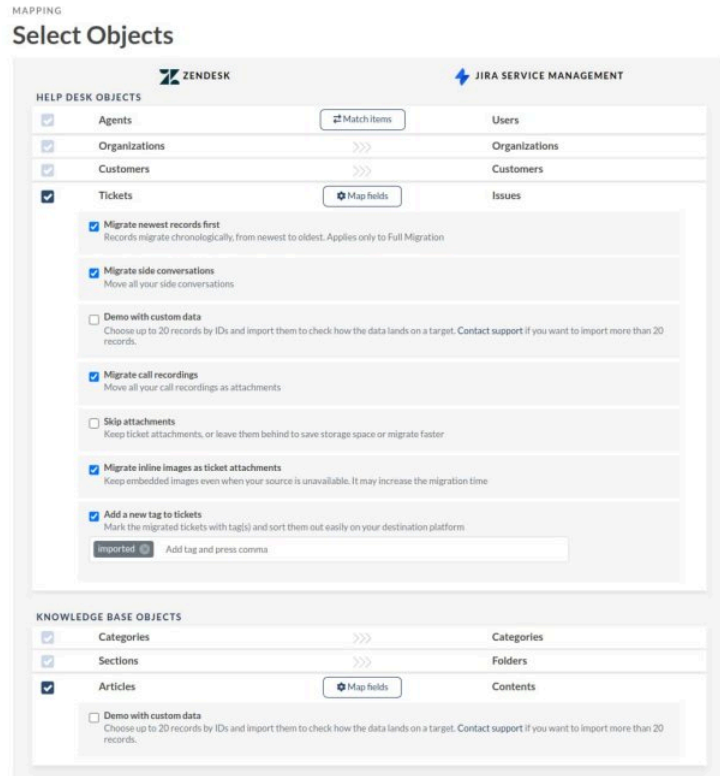 MAPPING
Select Objects
ZENDESK JIRA SERVICE MANAGEMENT
HELP DESK OBJECTS
Agents Match items Users
Organizations Organizations
Customers Customers
Tickets Map fields Issues
Migrate newest records first
Records migrate chronologically, from newest to oldest. Applies only to Full Migration
Migrate side conversations
Move all your side conversations
Demo with custom data
Choose up to 20 records by IDs and import them to check how the data lands on a target. Contact support if you want to import more than 20
records.
Migrate call recordings
Move all your call recordings as attachments
Skip attachments
Keep ticket attachments, or leave them behind to save storage space or migrate faster
Migrate inline images as ticket attachments
Keep embedded images even when your source is unavailable. It may increase the migration time
Add a new tag to tickets
Mark the migrated tickets with tag(s) and sort them out easily on your destination platform
imported Add tag and press comma
KNOWLEDGE BASE OBJECTS
Categories Categories
Sections Folders
Articles Map fields Contents
Demo with custom data
Choose up to 20 records by IDs and import them to check how the data lands on a target. Contact support if you want to import more than 20
records.